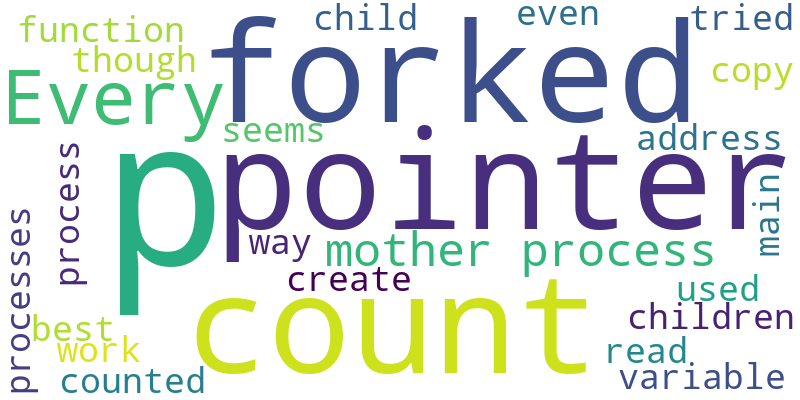 function
child
even
tried
though
forked
copy
Every
seems
address
process
p
pointer
main
way
mother process
processes
create
used
count
children
best
work
read
counted
variable